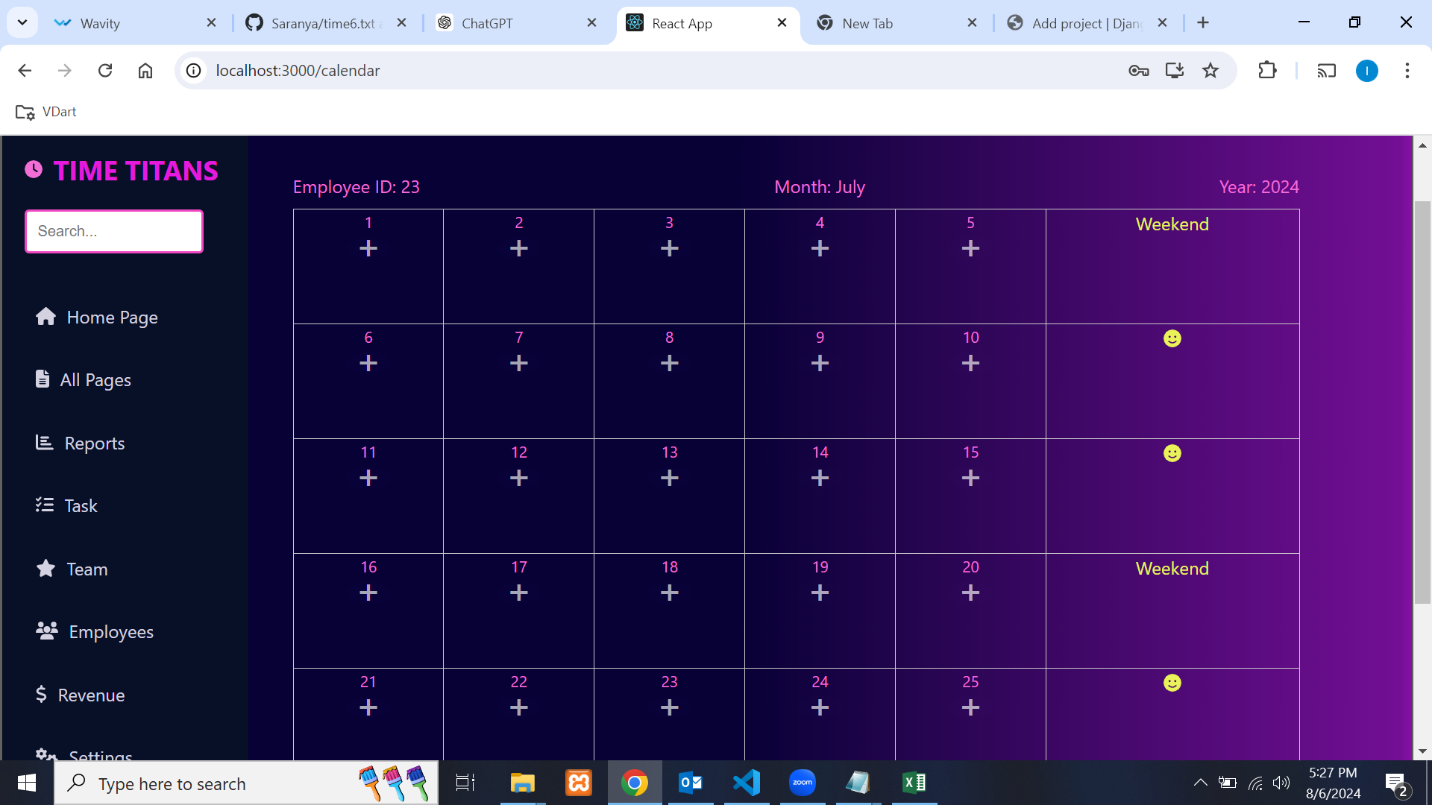 Wavity
Saranya/time6.txt
ChatGPT
React App
New Tab
Add project | Djan
localhost:3000/calendar
I
VDart
TIME TITANS
Search...
Home Page
All Pages
Reports
Task
Team
Employees
Revenue
Settings
Employee ID: 23 Month: July Year: 2024
1 2 3 4 5 Weekend
+ + + + +
6 7 8 9 10
+ + + + +
11 12 13 14 15
+ + + + +
16 17 18 19 20 Weekend
+ + + + +
21 22 23 24 25
+ + + + +
Type here to search
zoom
5:27 PM
8/6/2024
2